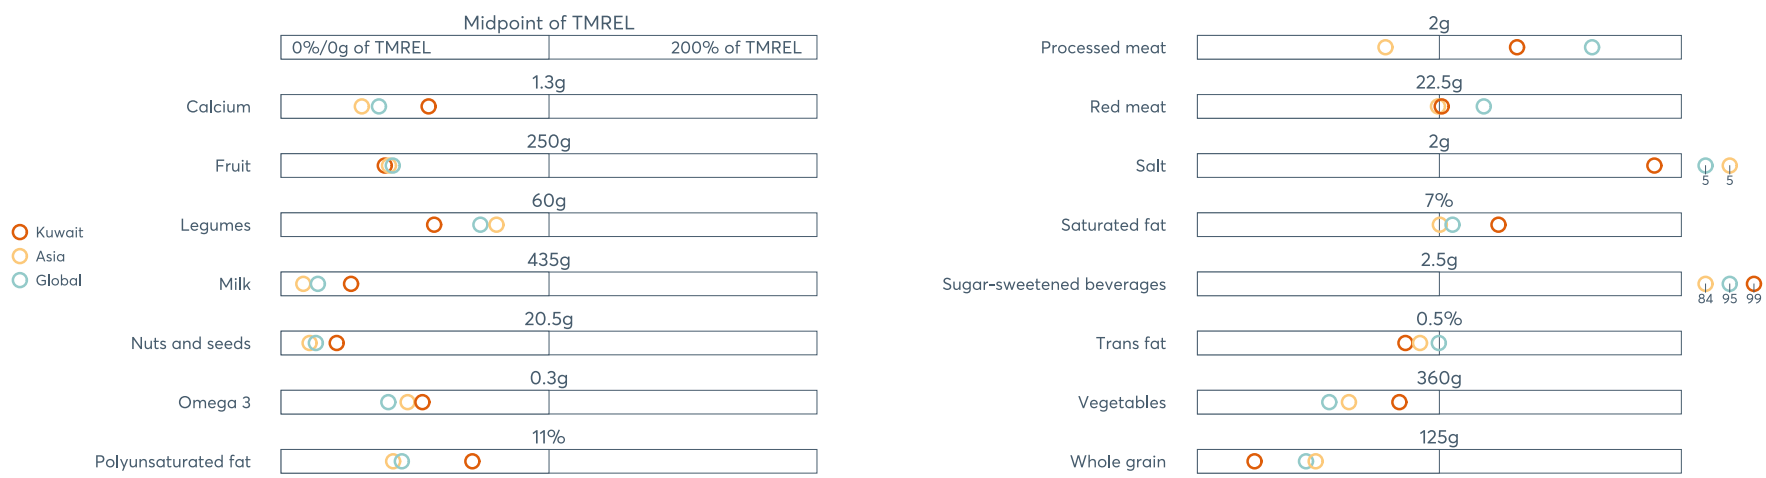 Midpoint of TMREL
0%/0g of TMREL 200% of TMREL
1.3g
Calcium
250g
Fruit
60g
Legumes
435g
Milk
20.5g
Nuts and seeds
0.3g
Omega 3
11%
Polyunsaturated fat
Kuwait
Asia
Global
2g
Processed meat
22.5g
Red meat
2g
Salt
5 5
7%
Saturated fat
2.5g
Sugar-sweetened beverages
84 95 99
0.5%
Trans fat
360g
Vegetables
125g
Whole grain